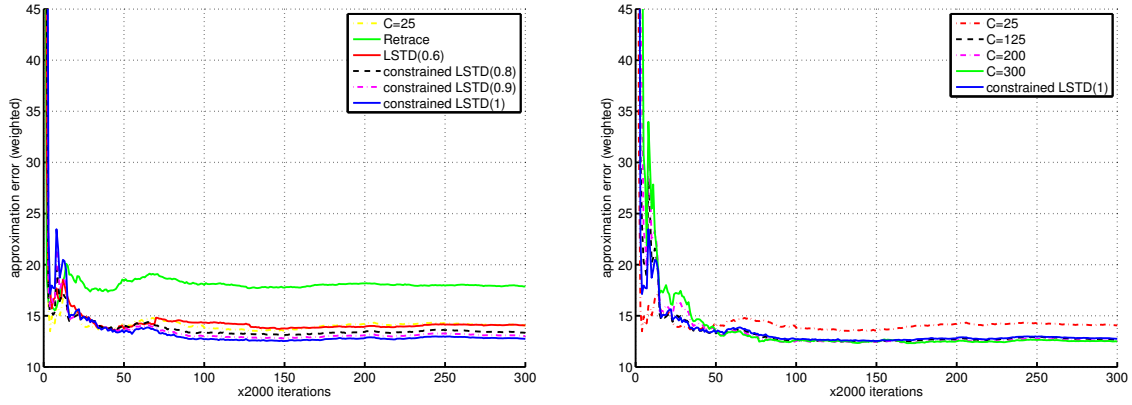 approximation error (weighted)
45
40
35
30
25
20
15
10
0
50
100
150
200
250
300
x2000 iterations
C=25
Retrace
LSTD(0.6)
constrained LSTD(0.8)
constrained LSTD(0.9)
constrained LSTD(1)
approximation error (weighted)
45
40
35
30
25
20
15
10
0
50
100
150
200
250
300
x2000 iterations
C=25
C=125
C=200
C=300
constrained LSTD(1)